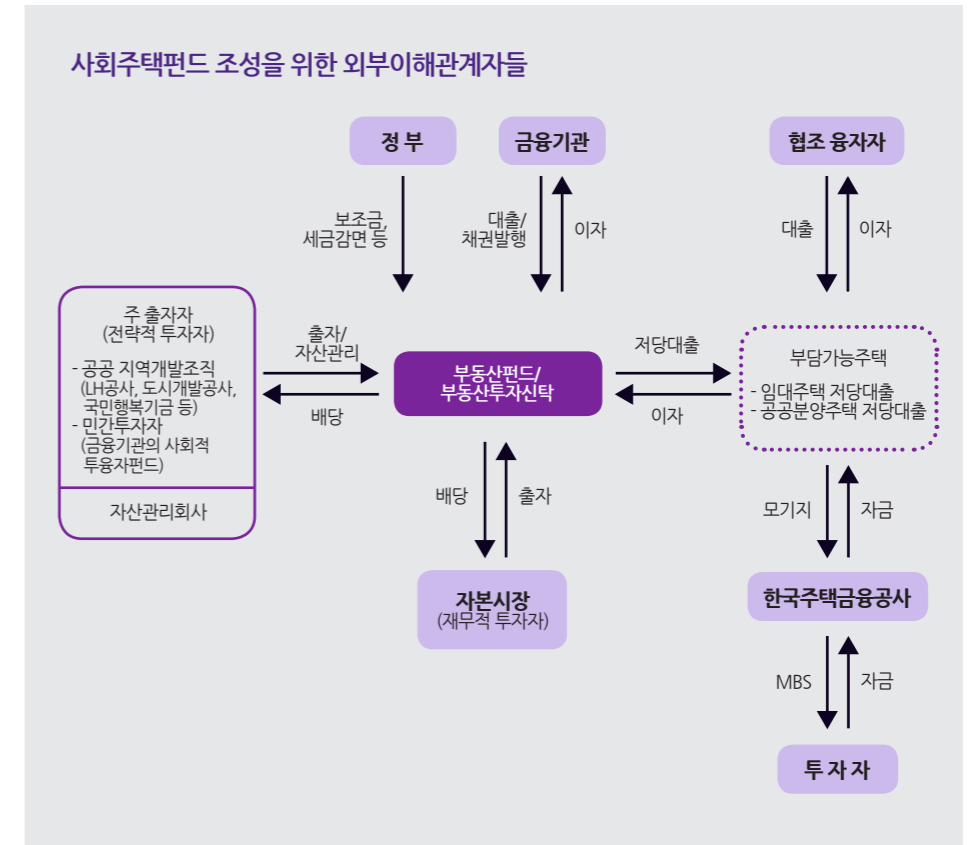 사회주택펀드 조성을 위한 외부이해관계자들
정 부
금융기관
협조 융자자
보조금,
세금감면 등
대출/
채권발행
이자
대출
이자
주 출자자
(전략적 투자자)
- 공공 지역개발조직
(LH공사, 도시개발공사,
국민행복기금 등)
- 민간투자자
(금융기관의 사회적
투융자펀드)
자산관리회사
출자/
자산관리
배당
부동산펀드/
부동산투자신탁
저당대출
이자
부담가능주택
- 임대주택 저당대출
- 공공분양주택 저당대출
배당
출자
모기지
자금
자본시장
(재무적 투자자)
한국주택금융공사
MBS
자금
투 자 자